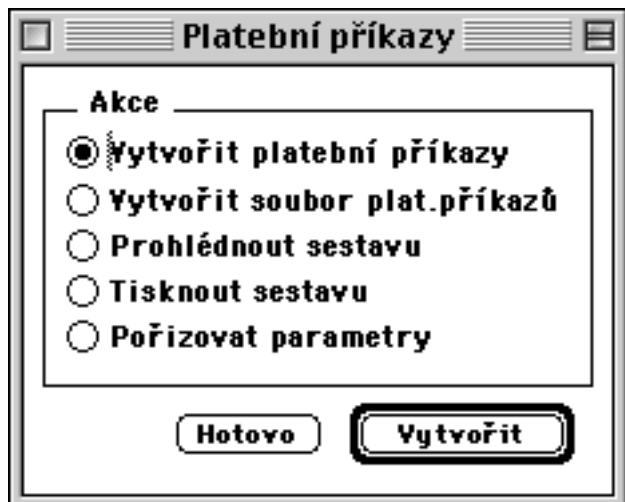 Platební příkazy
Akce
Vytvořit platební příkazy
Vytvořit soubor plat.příkazů
Prohlédnout sestavu
Tisknout sestavu
Pořizovat parametry
Hotovo
Vytvořit